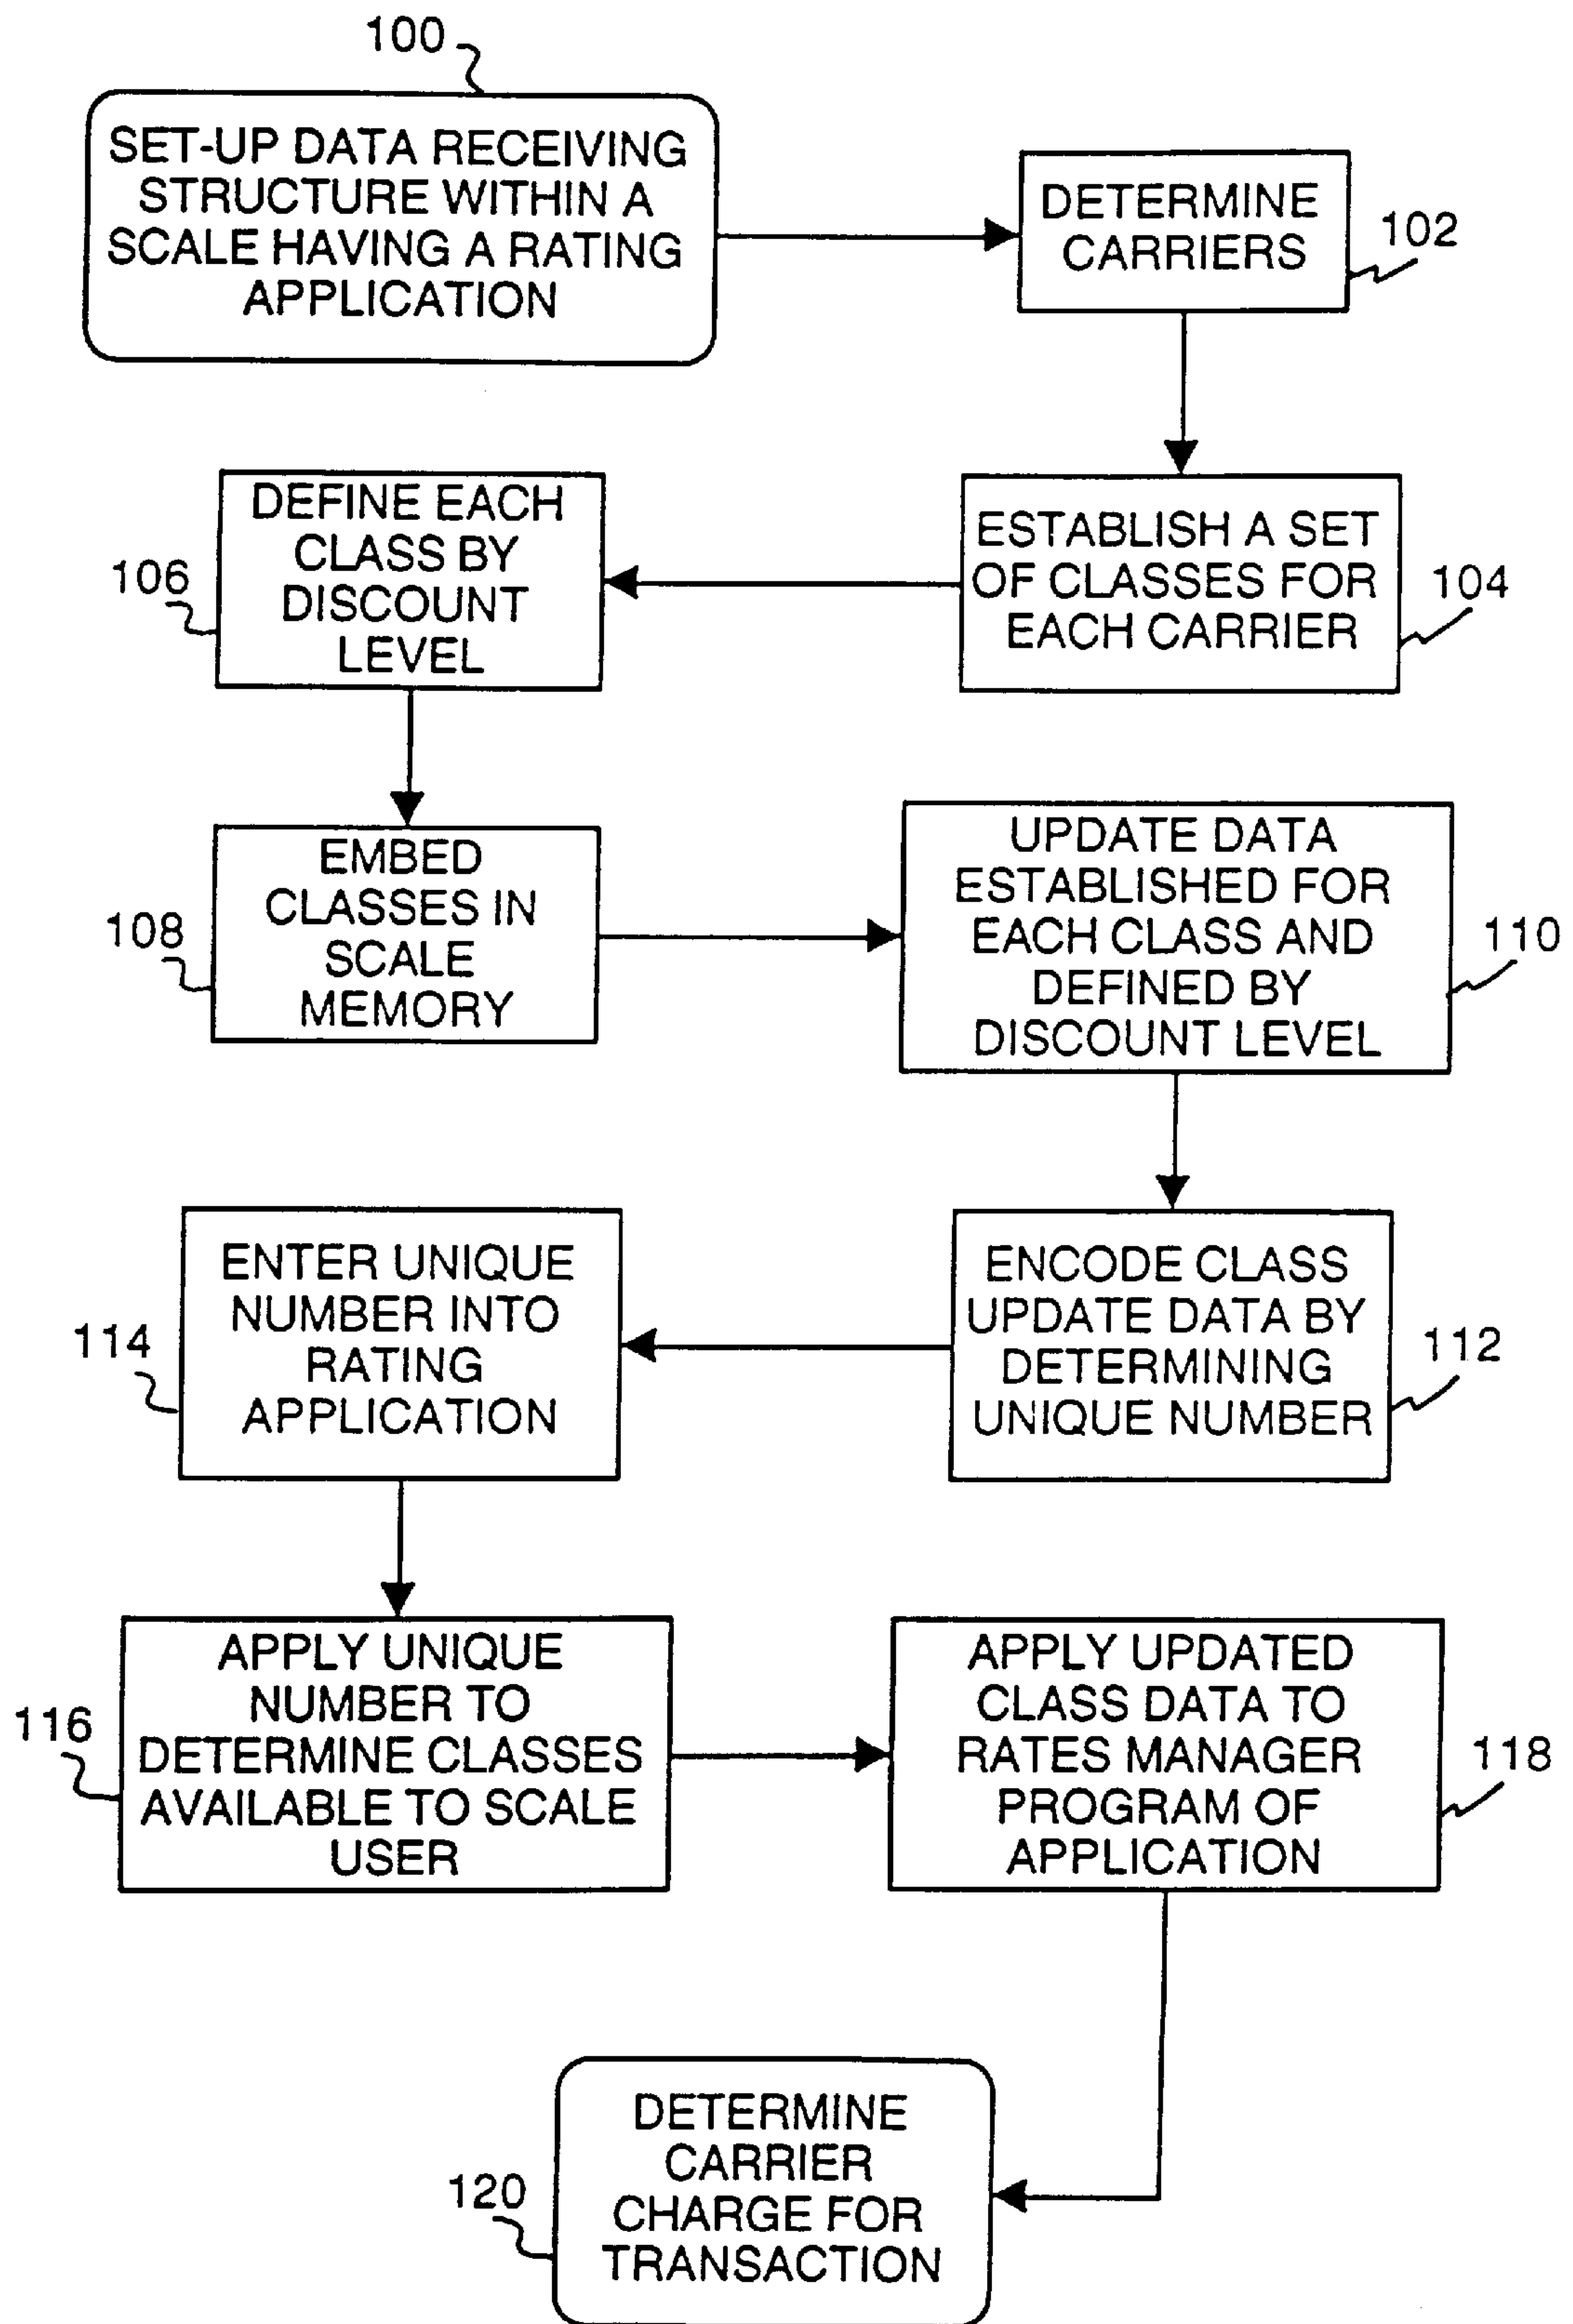 100
SET-UP DATA RECEIVING
STRUCTURE WITHIN A
SCALE HAVING A RATING
APPLICATION
DETERMINE
CARRIERS
102
ESTABLISH A SET
OF CLASSES FOR
EACH CARRIER
104
DEFINE EACH
CLASS BY
DISCOUNT
LEVEL
106
EMBED
CLASSES IN
SCALE
MEMORY
108
UPDATE DATA
ESTABLISHED FOR
EACH CLASS AND
DEFINED BY
DISCOUNT LEVEL
110
ENCODE CLASS
UPDATE DATA BY
DETERMINING
UNIQUE NUMBER
112
ENTER UNIQUE
NUMBER INTO
RATING
APPLICATION
114
APPLY UNIQUE
NUMBER TO
DETERMINE CLASSES
AVAILABLE TO SCALE
USER
116
APPLY UPDATED
CLASS DATA TO
RATES MANAGER
PROGRAM OF
APPLICATION
118
DETERMINE
CARRIER
CHARGE FOR
TRANSACTION
120